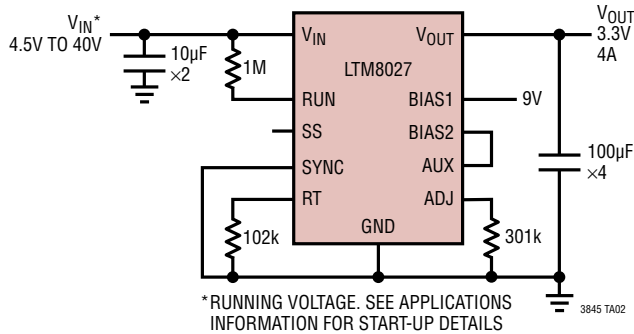 VIN*
4.5V TO 40V
10µF
×2
1M
VIN
VOUT
LTM8027
RUN
BIAS1
SS
BIAS2
SYNC
AUX
RT
ADJ
GND
VOUT
3.3V
4A
9V
100µF
×4
102k
301k
*RUNNING VOLTAGE. SEE APPLICATIONS
INFORMATION FOR START-UP DETAILS
3845 TA02